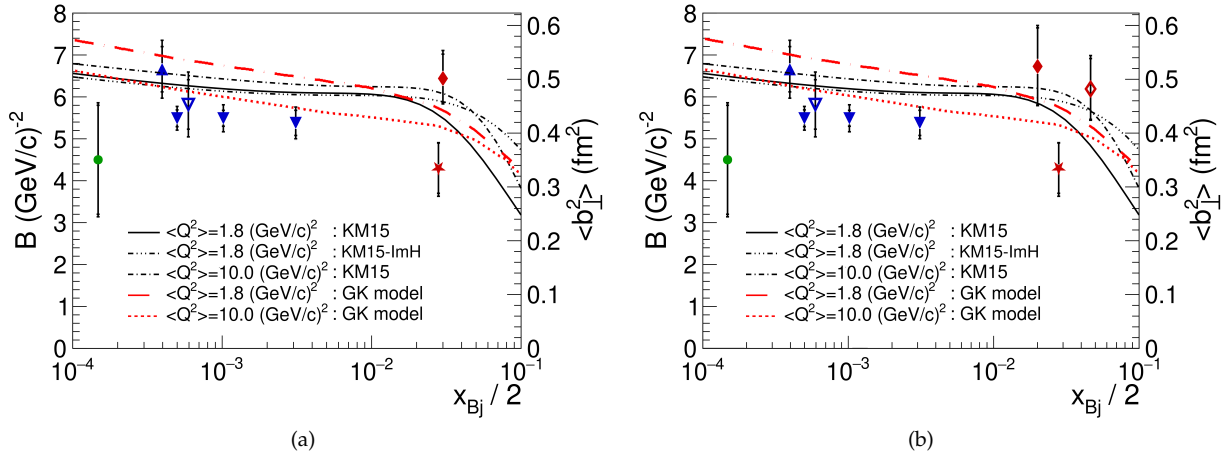 8
7
6
5
4
3
2
1
0
B (GeV/c)⁻²
0.6
0.5
0.4
0.3
0.2
0.1
0
<b²⊥> (fm²)
<Q²>=1.8 (GeV/c)² : KM15
<Q²>=1.8 (GeV/c)² : KM15-ImH
<Q²>=10.0 (GeV/c)² : KM15
<Q²>=1.8 (GeV/c)² : GK model
<Q²>=10.0 (GeV/c)² : GK model
10⁻⁴ 10⁻³ 10⁻² 10⁻¹
x_Bj / 2
(a)
8
7
6
5
4
3
2
1
0
B (GeV/c)⁻²
0.6
0.5
0.4
0.3
0.2
0.1
0
<b²⊥> (fm²)
<Q²>=1.8 (GeV/c)² : KM15
<Q²>=1.8 (GeV/c)² : KM15-ImH
<Q²>=10.0 (GeV/c)² : KM15
<Q²>=1.8 (GeV/c)² : GK model
<Q²>=10.0 (GeV/c)² : GK model
10⁻⁴ 10⁻³ 10⁻² 10⁻¹
x_Bj / 2
(b)